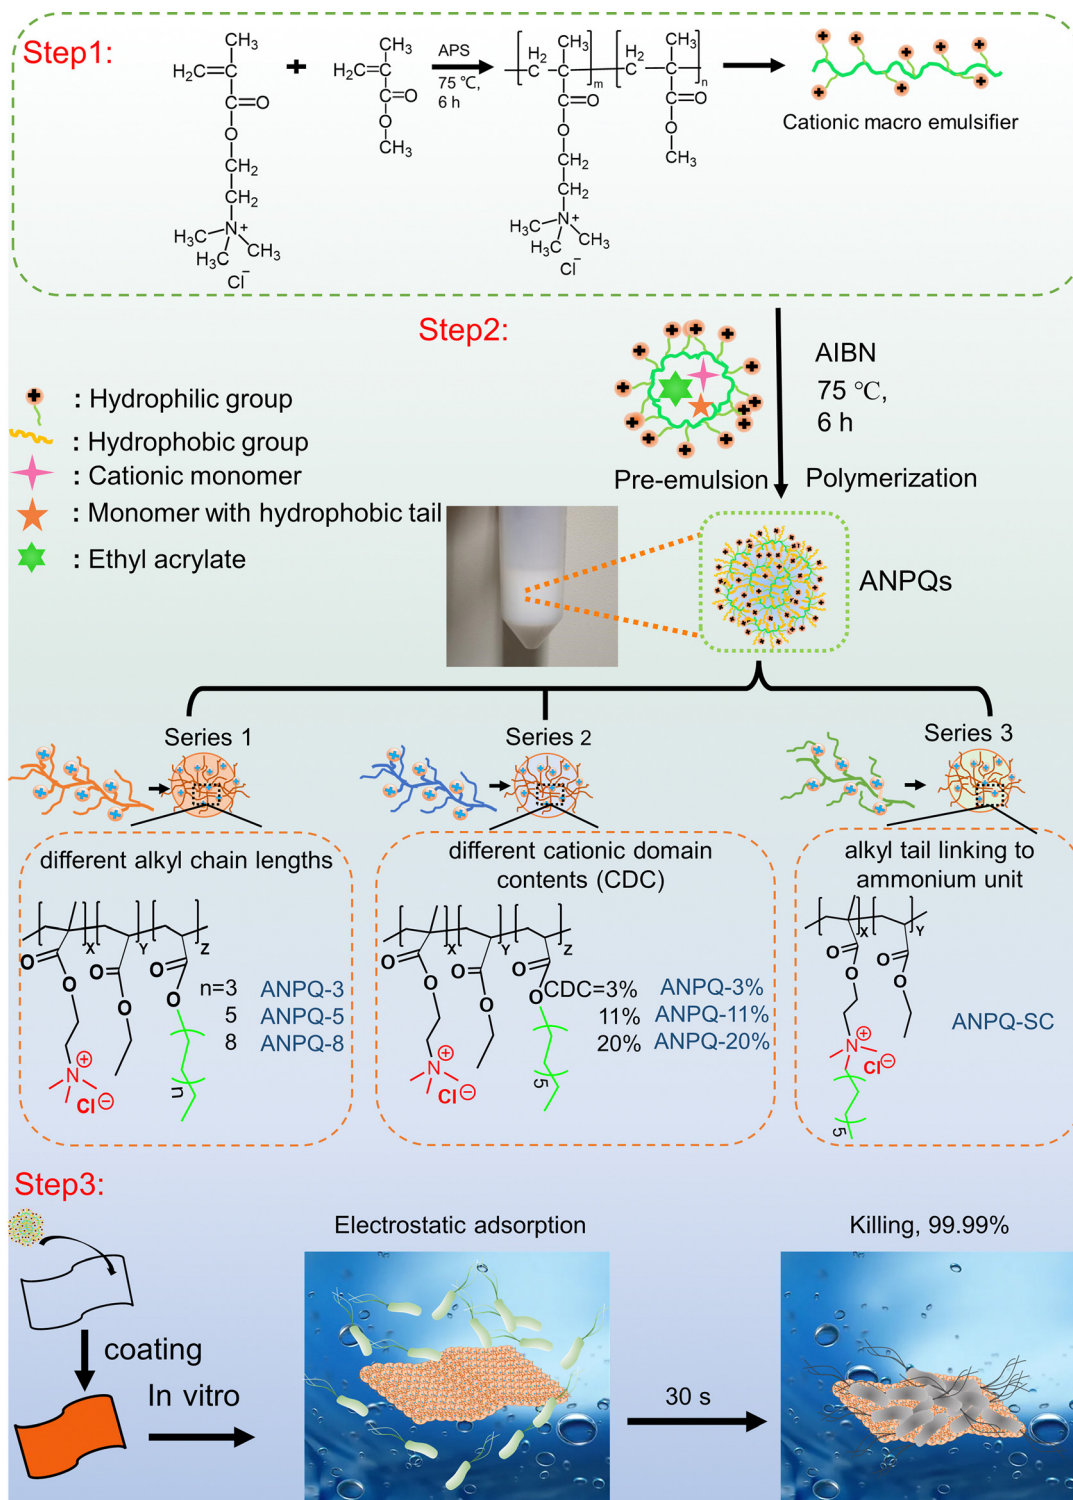 Step1:
CH₃
H₂C
C=O
O
CH₂
CH₂
N⁺
H₃C
H₃C
CH₃
Cl⁻
+
CH₃
H₂C
C=O
O
CH₃
APS
75 ℃,
6 h
H₂
C
CH₃
C
m
C=O
O
CH₂
CH₂
N⁺
H₃C
H₃C
CH₃
Cl⁻
H₂
C
CH₃
C
n
C=O
O
CH₃
Cationic macro emulsifier
Step2:
AIBN
75 ℃,
6 h
Pre-emulsion
Polymerization
: Hydrophilic group
: Hydrophobic group
: Cationic monomer
: Monomer with hydrophobic tail
: Ethyl acrylate
ANPQs
Series 1
Series 2
Series 3
different alkyl chain lengths
X
Y
Z
O
O
O
O
O
O
n=3 ANPQ-3
5 ANPQ-5
8 ANPQ-8
N
⊕
Cl⊖
n
different cationic domain
contents (CDC)
X
Y
Z
O
O
O
O
O
O
CDC=3% ANPQ-3%
11% ANPQ-11%
20% ANPQ-20%
N
⊕
Cl⊖
5
alkyl tail linking to
ammonium unit
X
Y
O
O
O
O
ANPQ-SC
N
⊕
Cl⊖
5
Step3:
coating
In vitro
Electrostatic adsorption
30 s
Killing, 99.99%